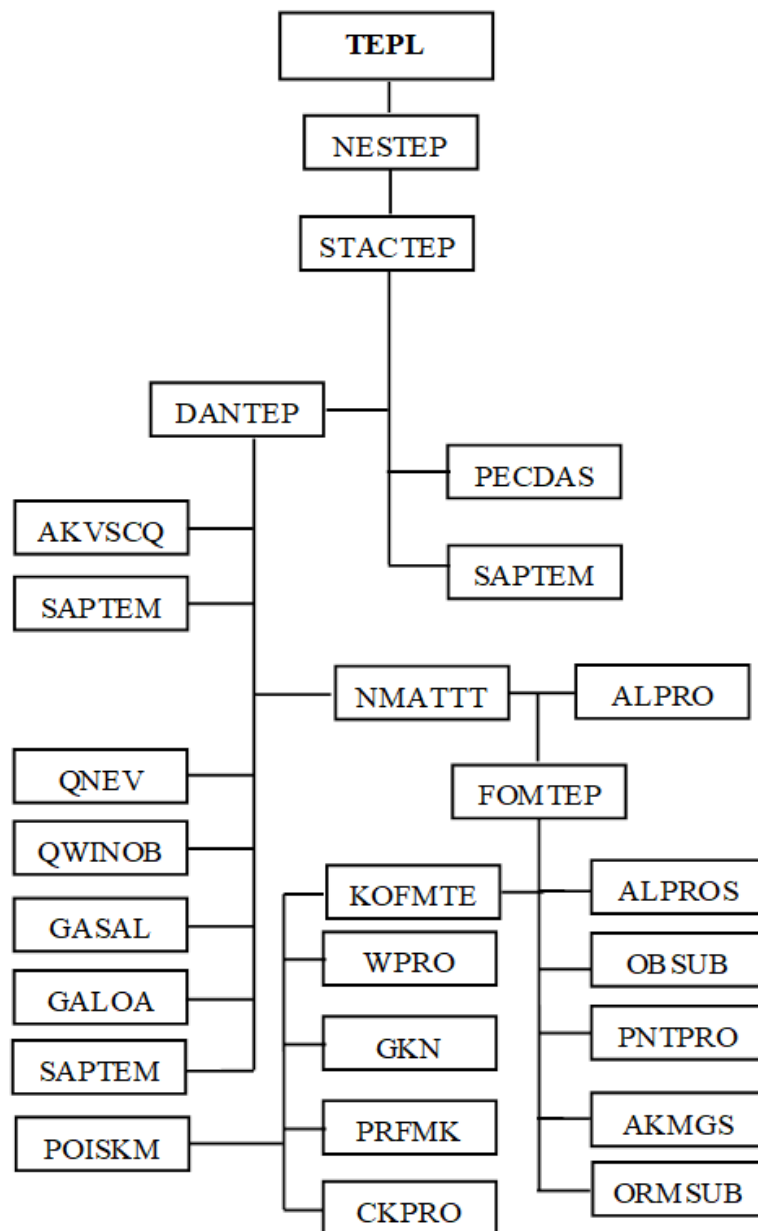 TEPL
NESTEP
STACTEP
DANTEP
PECDAS
AKVSCQ
SAPTEM
SAPTEM
NMATTT
ALPRO
QNEV
FOMTEP
QWINOB
KOFMTE
ALPROS
GASAL
WPRO
OBSUB
GALOA
GKN
PNTPRO
SAPTEM
PRFMK
AKMGS
POISKM
CKPRO
ORMSUB